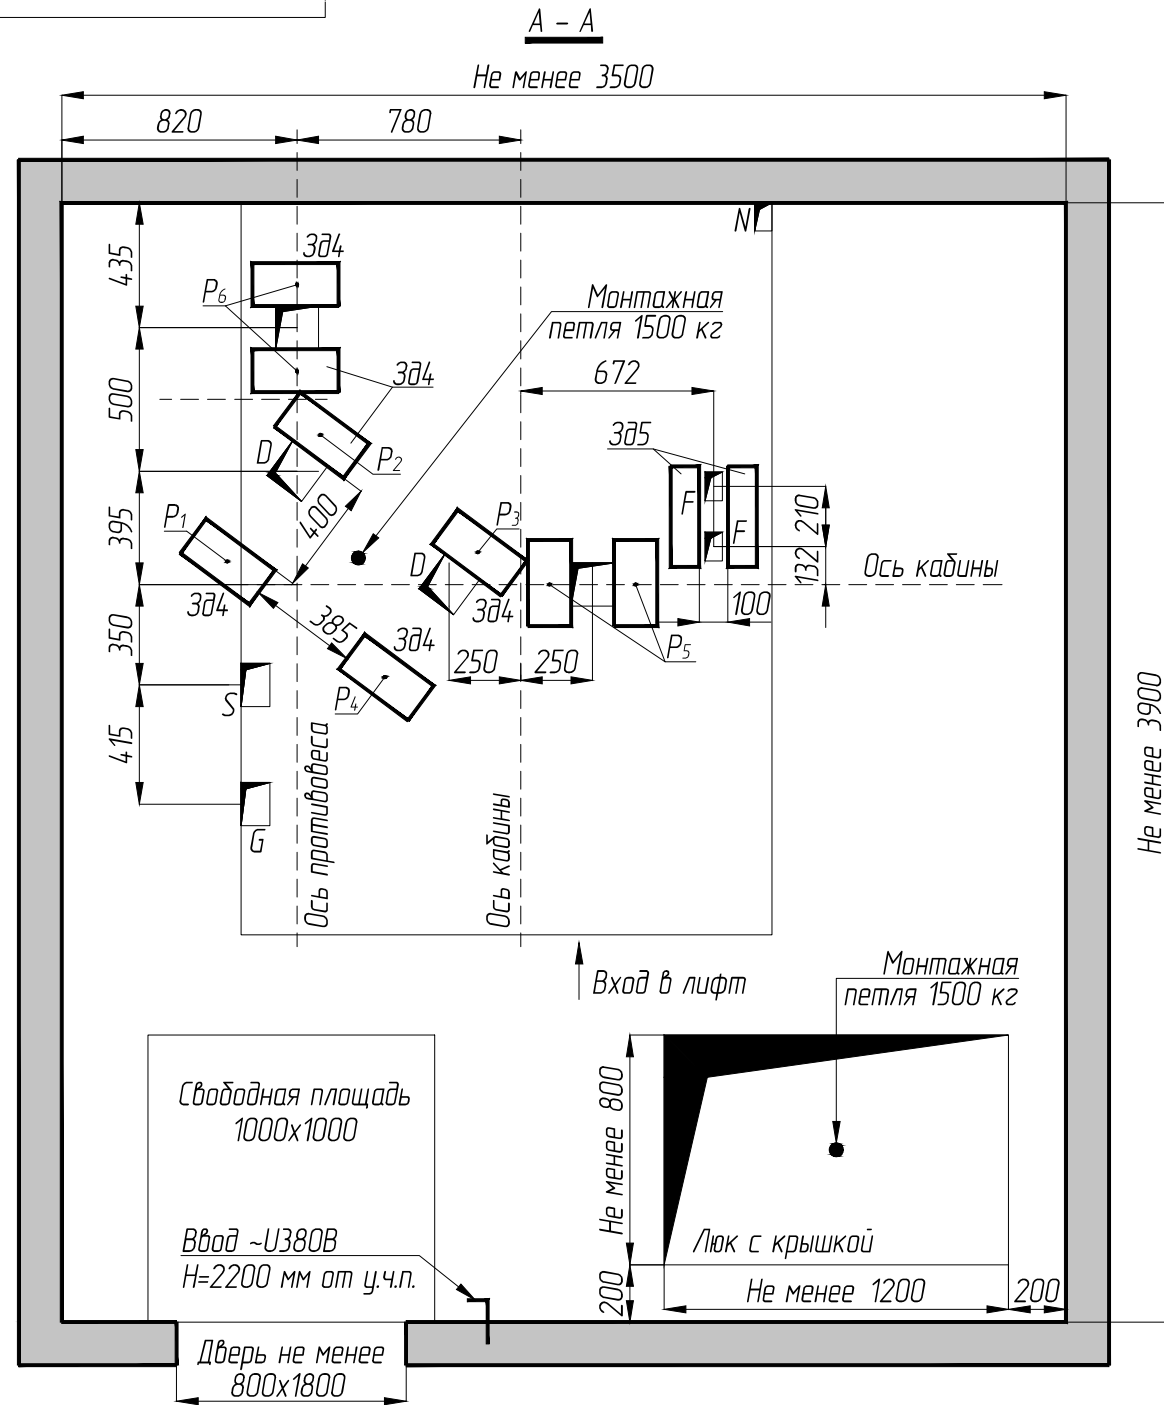 А – А
Не менее 3500
820
780
N
435
Зд4
P6
Монтажная
петля 1500 кг
500
Зд4
672
Зд5
D
P2
F
F
395
P1
400
P3
210
132
D
Ось кабины
Зд4
Зд4
350
385
Зд4
100
250
250
P5
P4
S
415
G
Ось противовеса
Ось кабины
Не менее 3900
Вход в лифт
Монтажная
петля 1500 кг
Свободная площадь
1000x1000
Не менее 800
Ввод ~U380В
Н=2200 мм от у.ч.п.
Люк с крышкой
200
Не менее 1200
200
Дверь не менее
800x1800